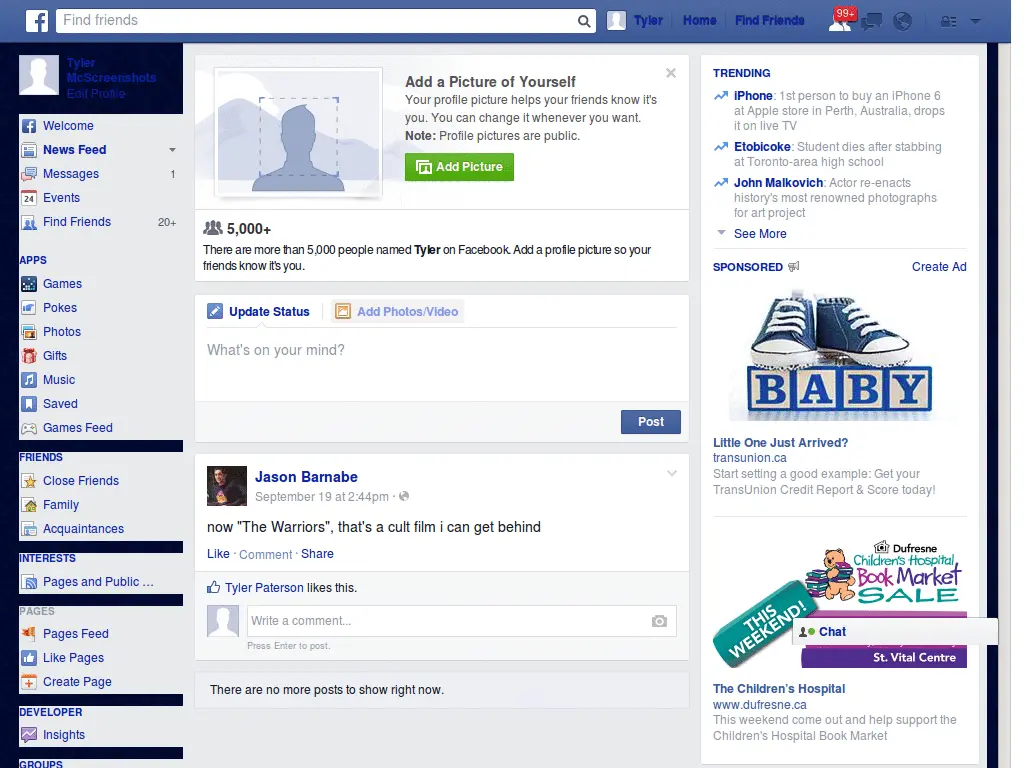 Find friends
Tyler
Home
Find Friends
99+
Tyler
McScreenshots
Edit Profile
Welcome
News Feed
Messages 1
24 Events
Find Friends 20+
APPS
Games
Pokes
Photos
Gifts
Music
Saved
Games Feed
FRIENDS
Close Friends
Family
Acquaintances
INTERESTS
Pages and Public ...
PAGES
Pages Feed
Like Pages
Create Page
DEVELOPER
Insights
GROUPS
Add a Picture of Yourself
Your profile picture helps your friends know it's
you. You can change it whenever you want.
Note: Profile pictures are public.
Add Picture
5,000+
There are more than 5,000 people named Tyler on Facebook. Add a profile picture so your
friends know it's you.
Update Status
Add Photos/Video
What's on your mind?
Post
Jason Barnabe
September 19 at 2:44pm ·
now "The Warriors", that's a cult film i can get behind
Like · Comment · Share
Tyler Paterson likes this.
Write a comment...
Press Enter to post.
There are no more posts to show right now.
TRENDING
iPhone: 1st person to buy an iPhone 6
at Apple store in Perth, Australia, drops
it on live TV
Etobicoke: Student dies after stabbing
at Toronto-area high school
John Malkovich: Actor re-enacts
history's most renowned photographs
for art project
See More
SPONSORED
Create Ad
BABY
Little One Just Arrived?
transunion.ca
Start setting a good example: Get your
TransUnion Credit Report & Score today!
Dufresne
Children's Hospital
Book Market
SALE
THIS
WEEKEND!
Chat
St. Vital Centre
The Children's Hospital
www.dufresne.ca
This weekend come out and help support the
Children's Hospital Book Market